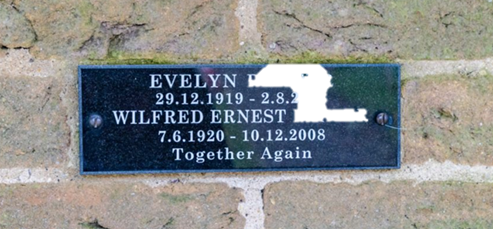 EVELYN
29.12.1919 - 2.8.2
WILFRED ERNEST
7.6.1920 - 10.12.2008
Together Again